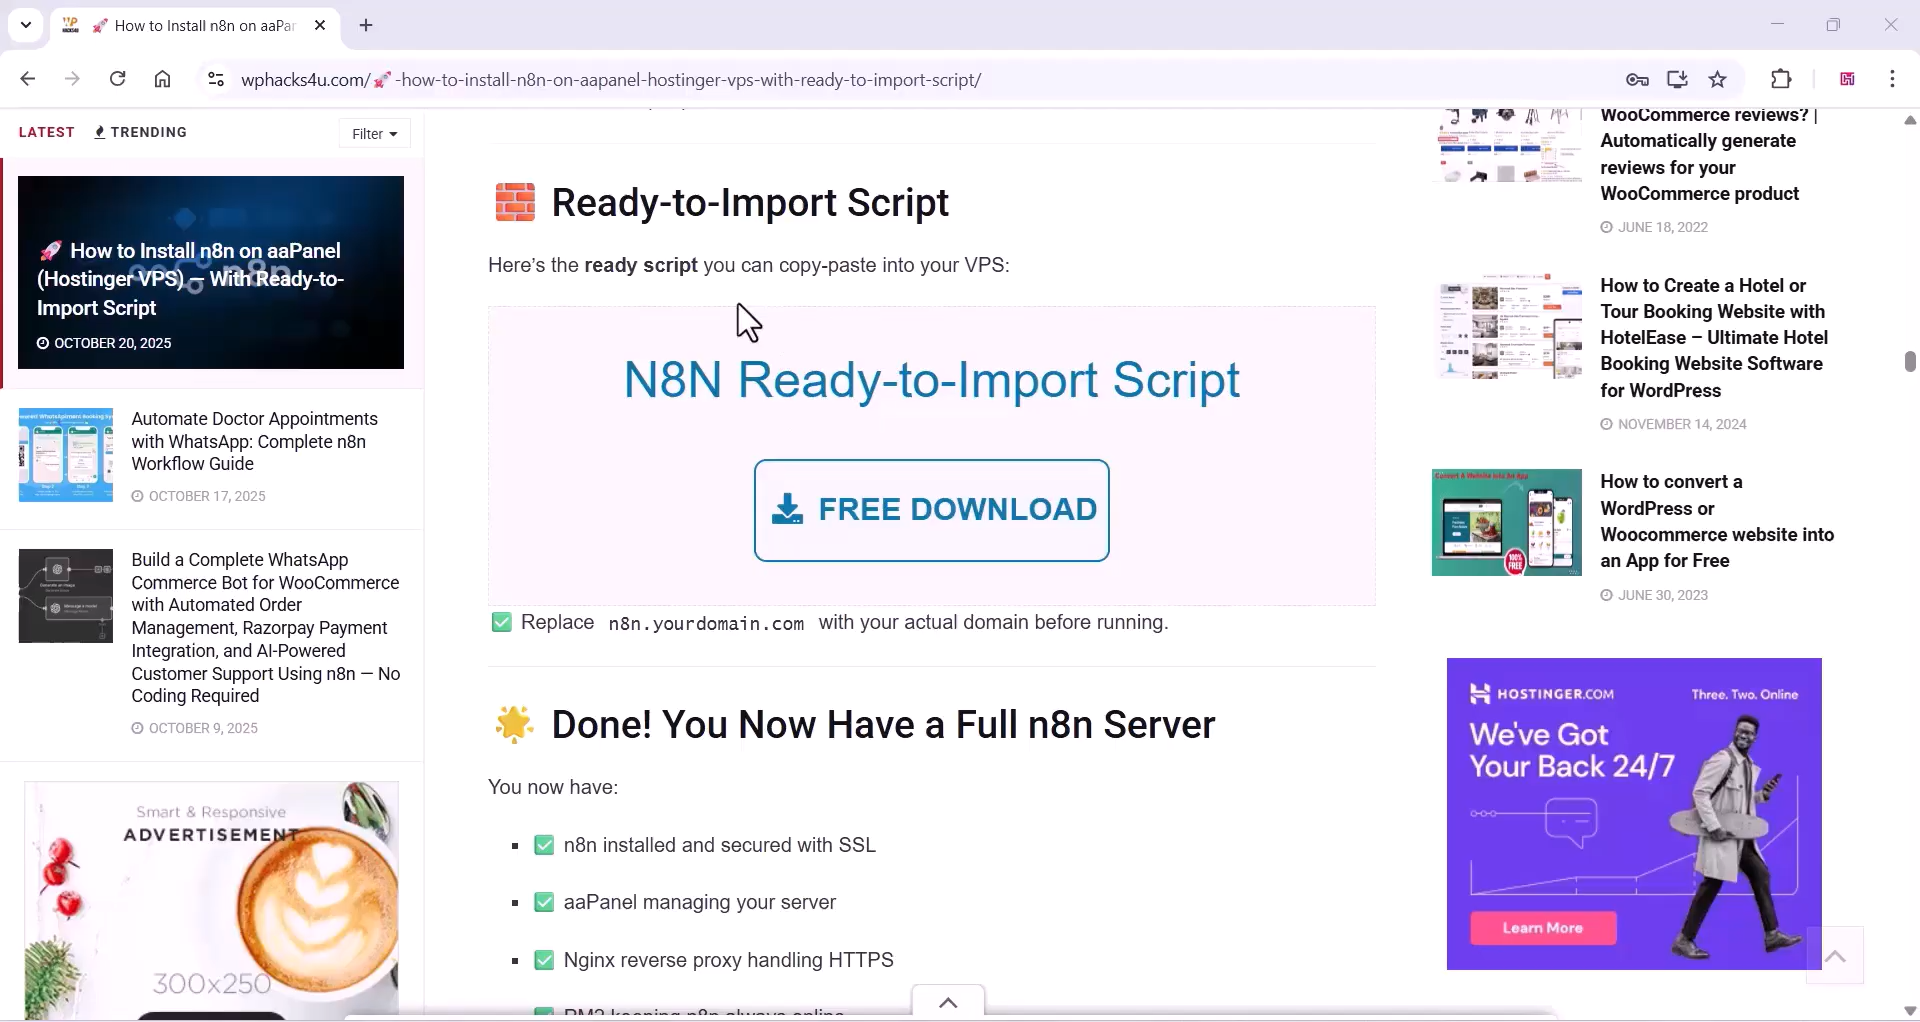 How to Install n8n on aaPan
wphacks4u.com/🚀-how-to-install-n8n-on-aapanel-hostinger-vps-with-ready-to-import-script/
LATEST
TRENDING
Filter
🚀 How to Install n8n on aaPanel
(Hostinger VPS) — With Ready-to-
Import Script
OCTOBER 20, 2025
Automate Doctor Appointments
with WhatsApp: Complete n8n
Workflow Guide
OCTOBER 17, 2025
Build a Complete WhatsApp
Commerce Bot for WooCommerce
with Automated Order
Management, Razorpay Payment
Integration, and AI-Powered
Customer Support Using n8n — No
Coding Required
OCTOBER 9, 2025
Smart & Responsive
ADVERTISEMENT
300x250
🧱 Ready-to-Import Script
Here's the ready script you can copy-paste into your VPS:
N8N Ready-to-Import Script
FREE DOWNLOAD
✅ Replace n8n.yourdomain.com with your actual domain before running.
🌟 Done! You Now Have a Full n8n Server
You now have:
✅ n8n installed and secured with SSL
✅ aaPanel managing your server
✅ Nginx reverse proxy handling HTTPS
✅ PM2 keeping n8n always online
WooCommerce reviews? |
Automatically generate
reviews for your
WooCommerce product
JUNE 18, 2022
How to Create a Hotel or
Tour Booking Website with
HotelEase – Ultimate Hotel
Booking Website Software
for WordPress
NOVEMBER 14, 2024
How to convert a
WordPress or
Woocommerce website into
an App for Free
JUNE 30, 2023
HOSTINGER.COM
Three. Two. Online
We've Got
Your Back 24/7
Learn More